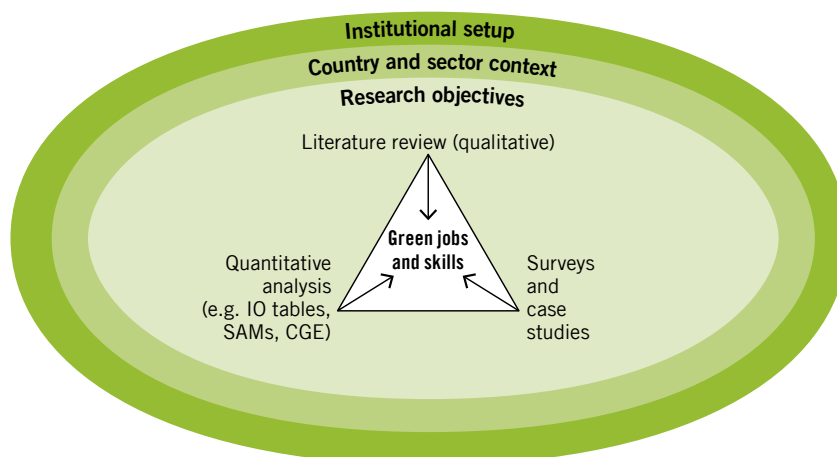 Institutional setup
Country and sector context
Research objectives
Literature review (qualitative)
Green jobs
and skills
Quantitative
analysis
(e.g. IO tables,
SAMs, CGE)
Surveys
and
case
studies